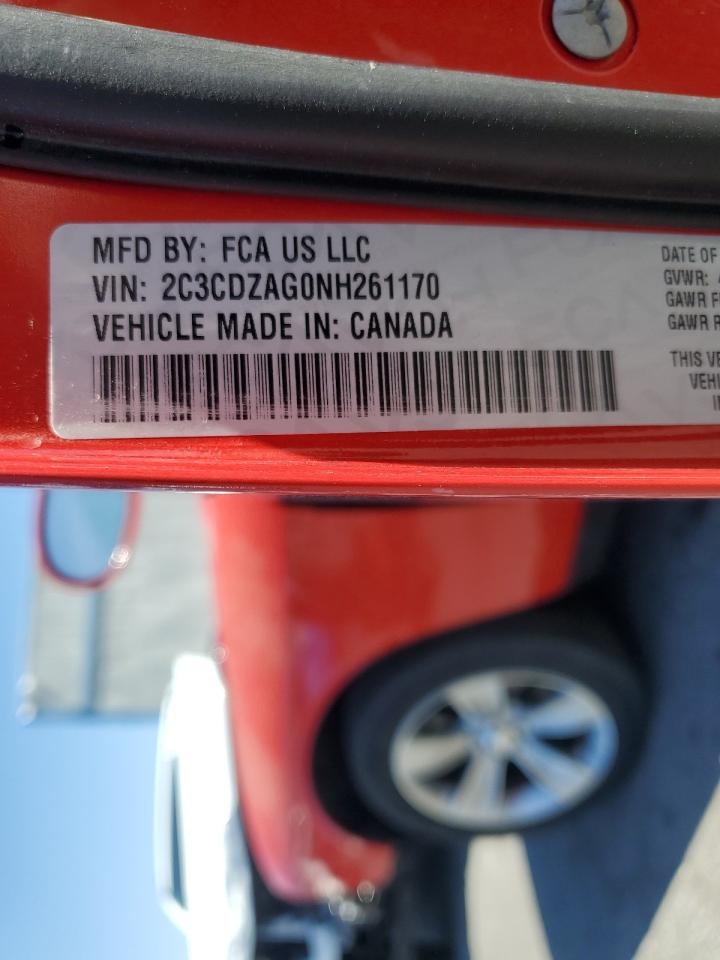 MFD BY: FCA US LLC
VIN: 2C3CDZAG0NH261170
VEHICLE MADE IN: CANADA
DATE OF
GVWR:
GAWR F
GAWR R
THIS VE
VEHI